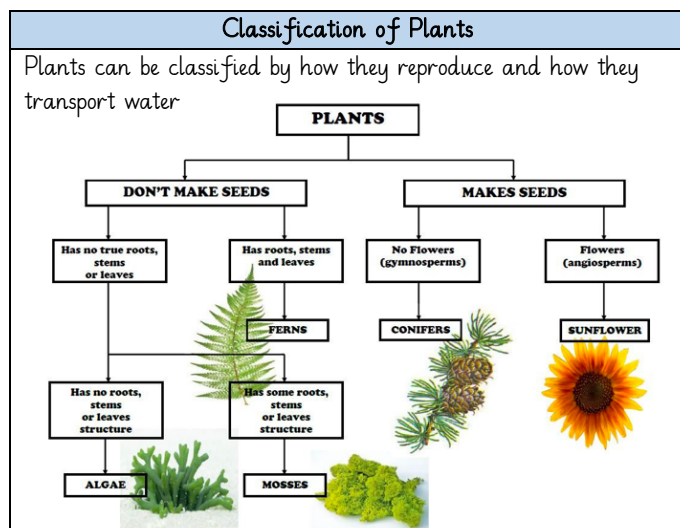 Classification of Plants
Plants can be classified by how they reproduce and how they
transport water
PLANTS
DON'T MAKE SEEDS
MAKES SEEDS
Has no true roots,
stems
or leaves
Has roots, stems
and leaves
No Flowers
(gymnosperms)
Flowers
(angiosperms)
FERNS
CONIFERS
SUNFLOWER
Has no roots,
stems
or leaves
structure
Has some roots,
stems
or leaves
structure
ALGAE
MOSSES